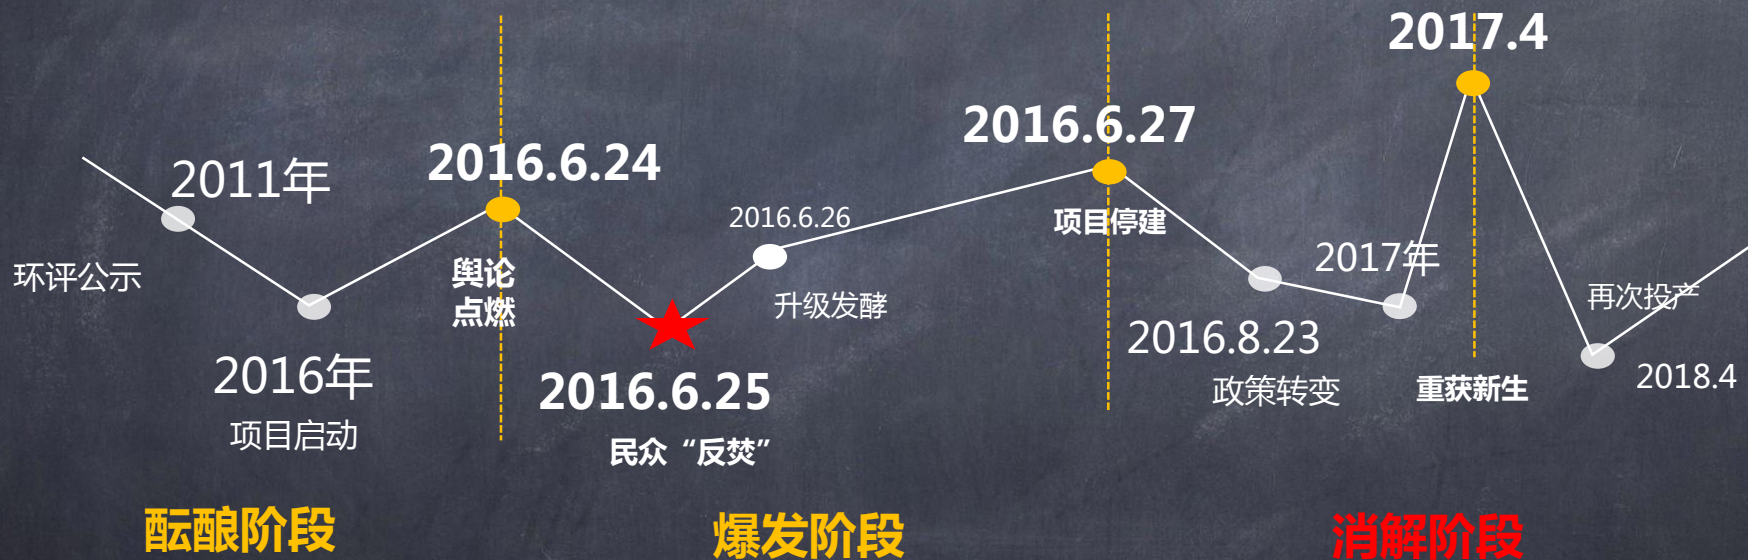 2011年
环评公示
2016年
项目启动
2016.6.24
舆论
点燃
2016.6.25
民众“反焚”
2016.6.26
升级发酵
2016.6.27
项目停建
2016.8.23
政策转变
2017年
2017.4
重获新生
再次投产
2018.4
酝酿阶段
爆发阶段
消解阶段